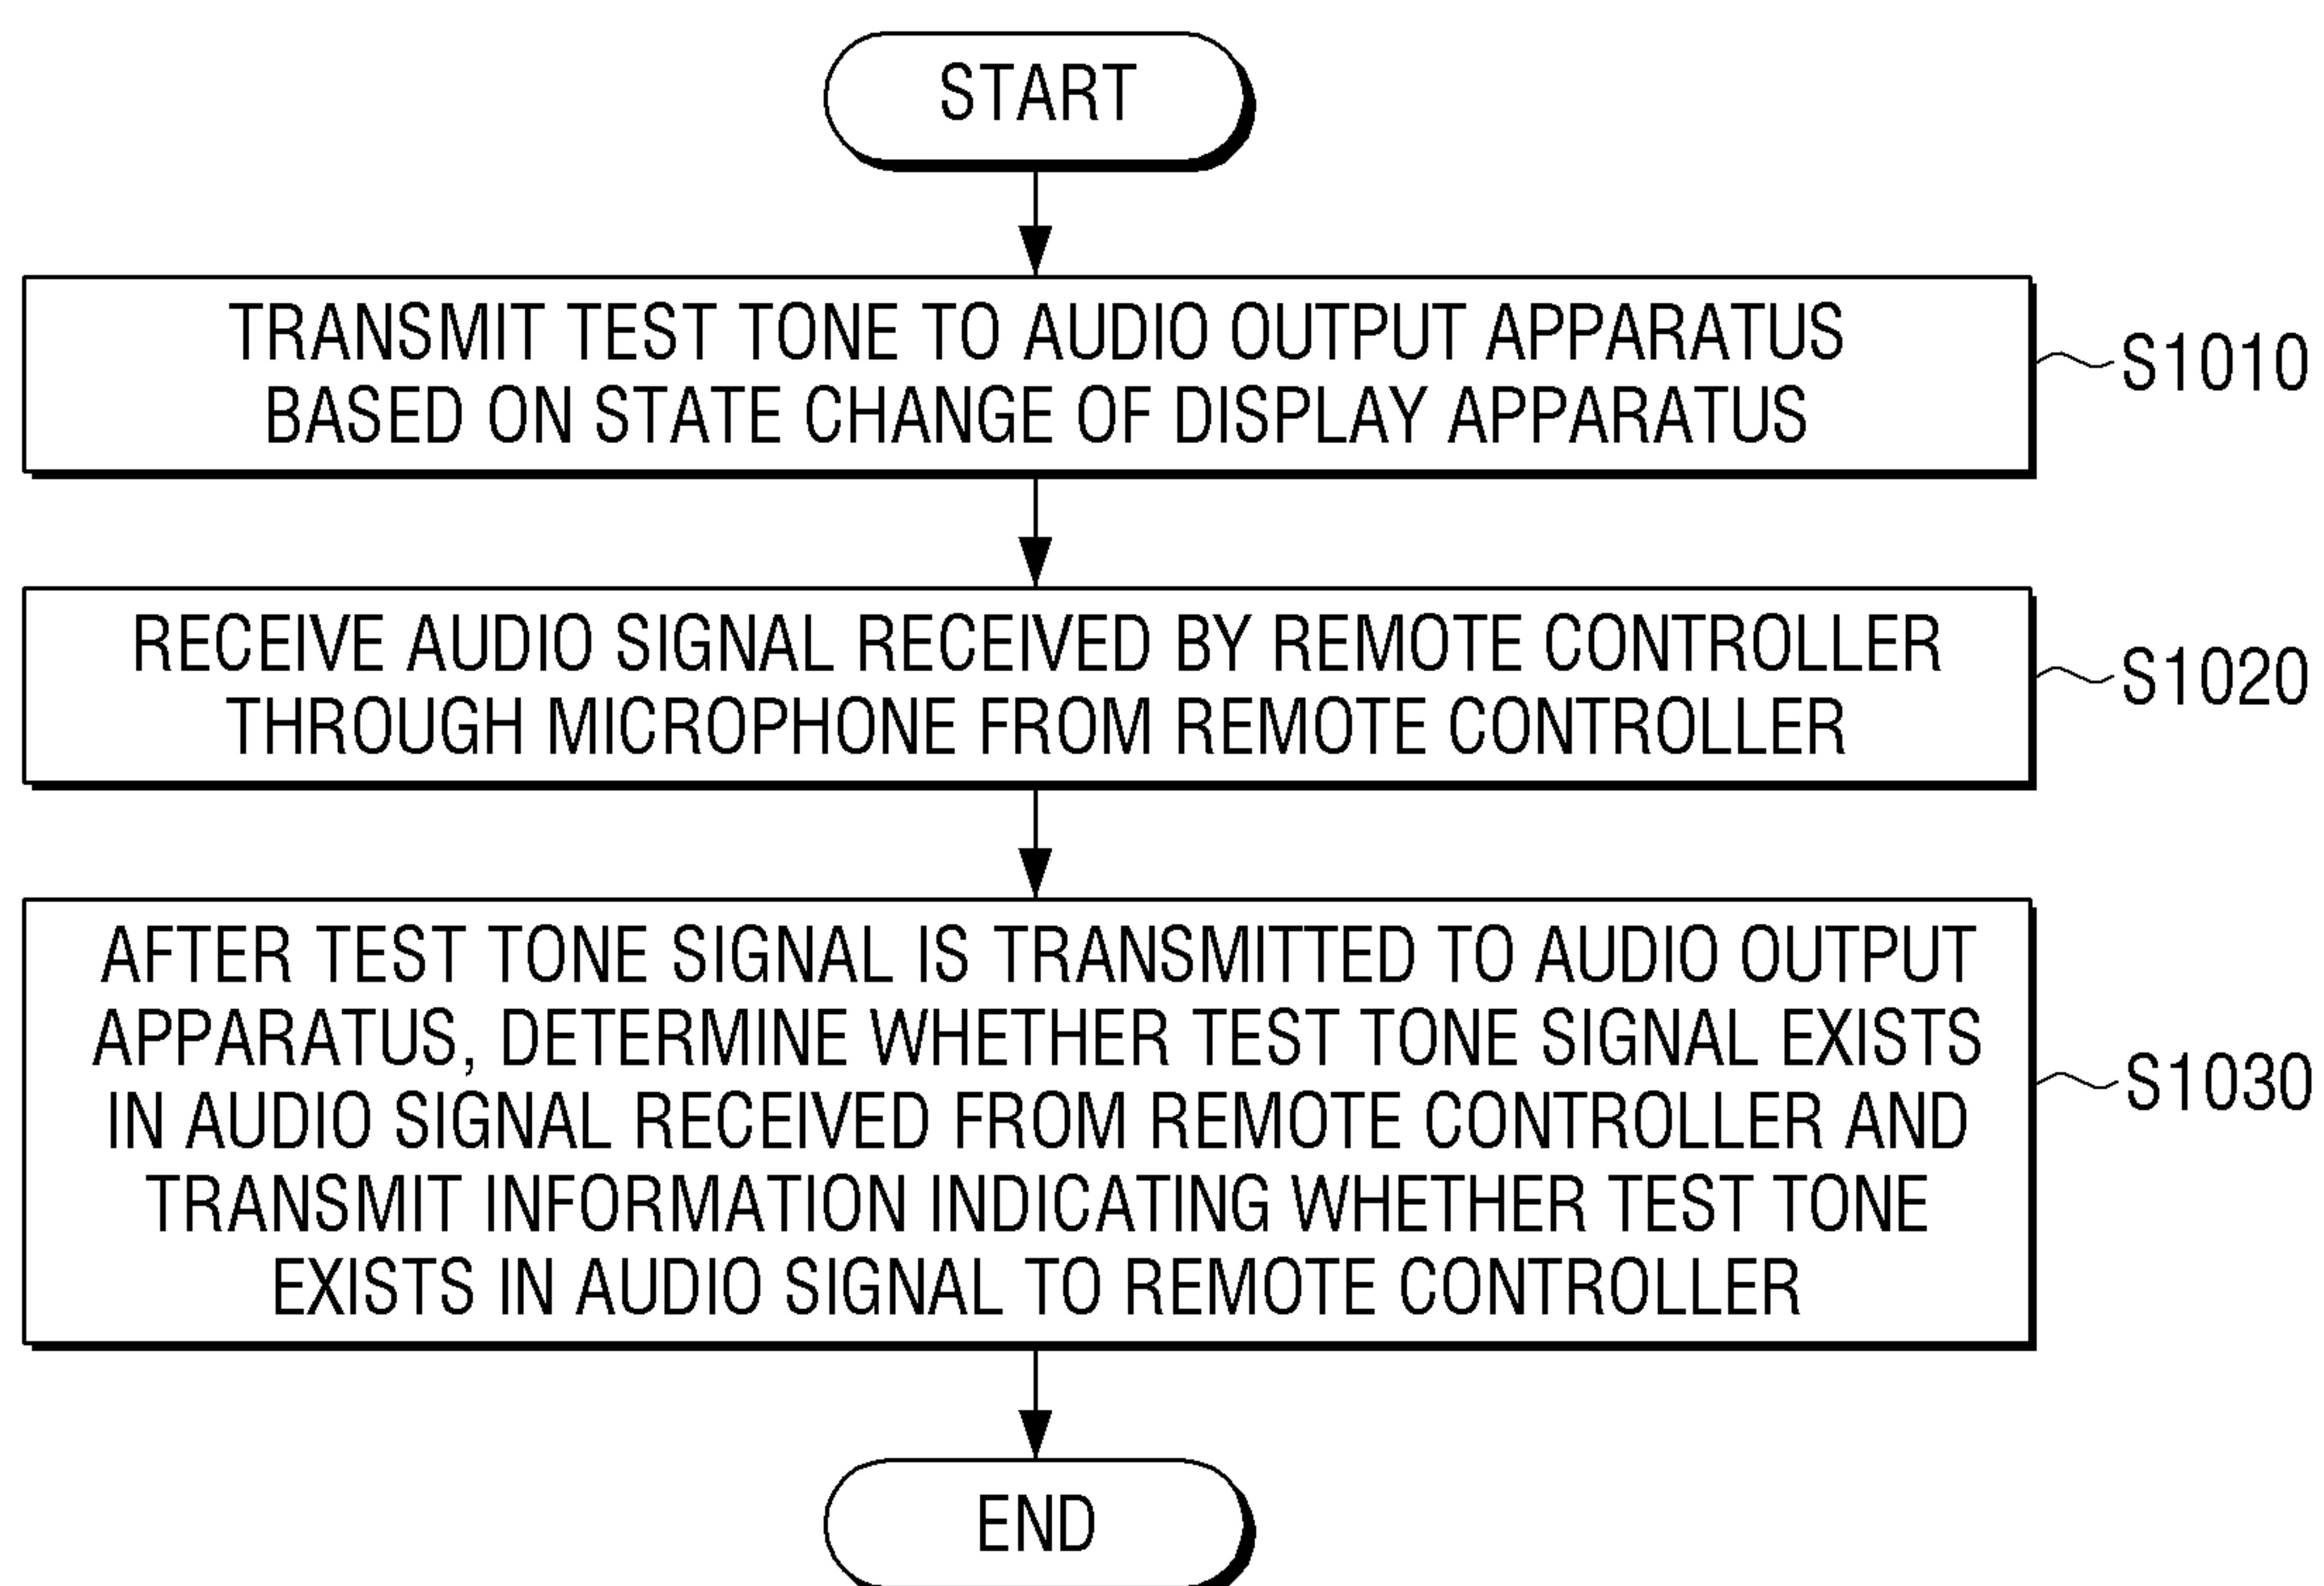 START
TRANSMIT TEST TONE TO AUDIO OUTPUT APPARATUS
BASED ON STATE CHANGE OF DISPLAY APPARATUS
S1010
RECEIVE AUDIO SIGNAL RECEIVED BY REMOTE CONTROLLER
THROUGH MICROPHONE FROM REMOTE CONTROLLER
S1020
AFTER TEST TONE SIGNAL IS TRANSMITTED TO AUDIO OUTPUT
APPARATUS, DETERMINE WHETHER TEST TONE SIGNAL EXISTS
IN AUDIO SIGNAL RECEIVED FROM REMOTE CONTROLLER AND
TRANSMIT INFORMATION INDICATING WHETHER TEST TONE
EXISTS IN AUDIO SIGNAL TO REMOTE CONTROLLER
S1030
END